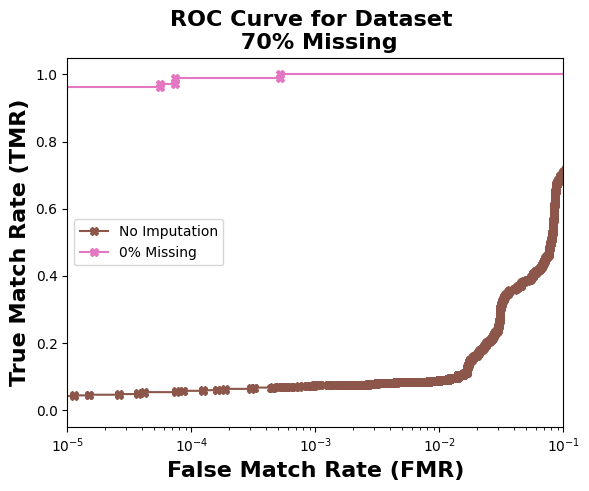 ROC Curve for Dataset
70% Missing
True Match Rate (TMR)
1.0
0.8
0.6
0.4
0.2
0.0
No Imputation
0% Missing
10⁻⁵
10⁻⁴
10⁻³
10⁻²
10⁻¹
False Match Rate (FMR)